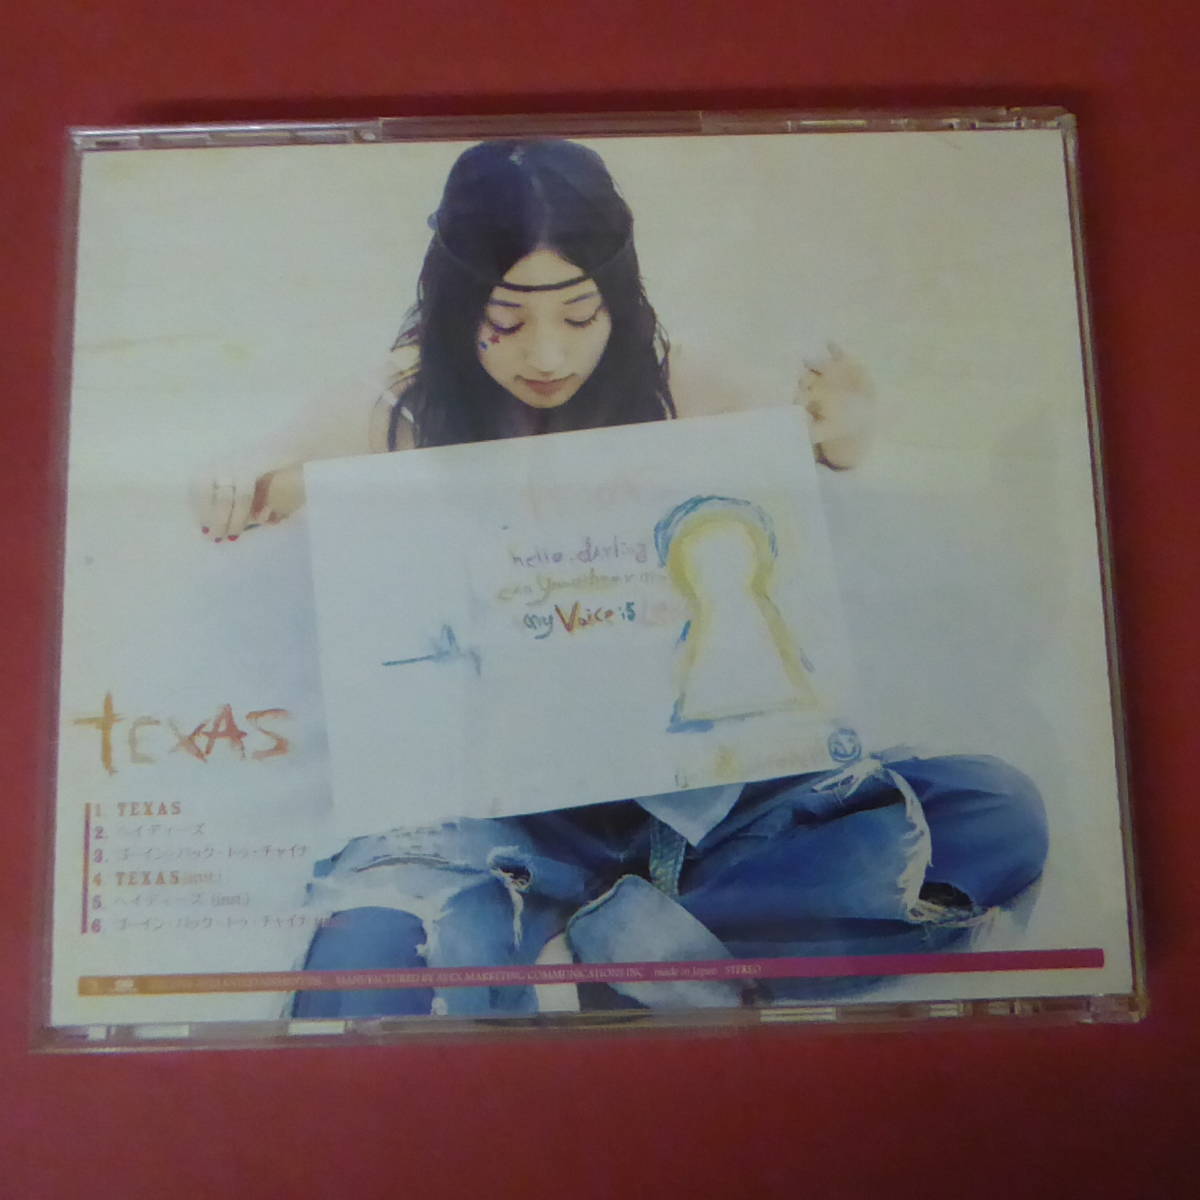 hello. darling
can you hear me
my Voice is
TEXAS
1. TEXAS
2. ヘイディーズ
3. ゴーイン・バック・トゥ・チャイナ
4. TEXAS (inst.)
5. ヘイディーズ (inst.)
6. ゴーイン・バック・トゥ・チャイナ
MANUFACTURED BY AVEX MARKETING COMMUNICATIONS INC. made in Japan STEREO